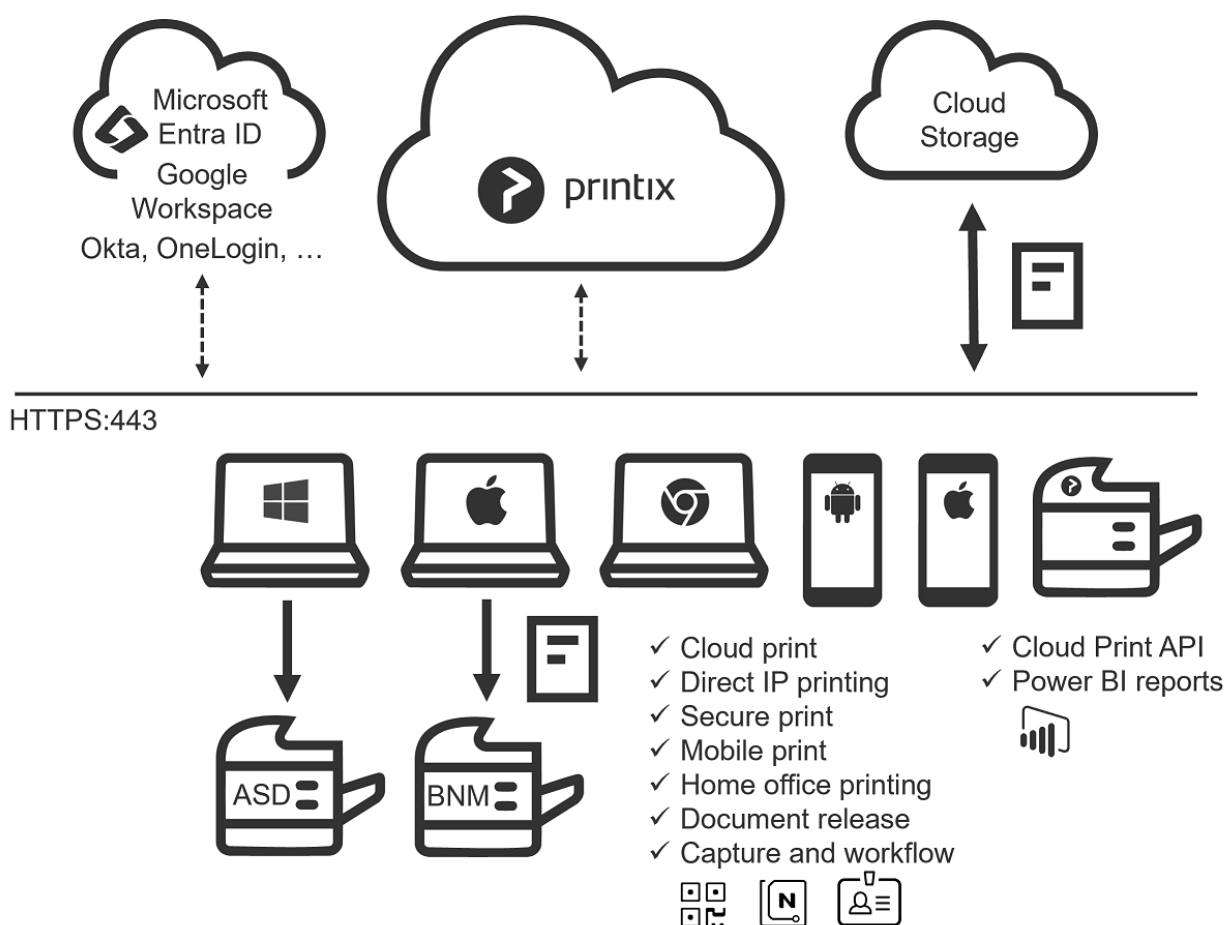 Microsoft
Entra ID
Google
Workspace
Okta, OneLogin, …
printix
Cloud
Storage
HTTPS:443
ASD
BNM
✓ Cloud print
✓ Direct IP printing
✓ Secure print
✓ Mobile print
✓ Home office printing
✓ Document release
✓ Capture and workflow
N
✓ Cloud Print API
✓ Power BI reports